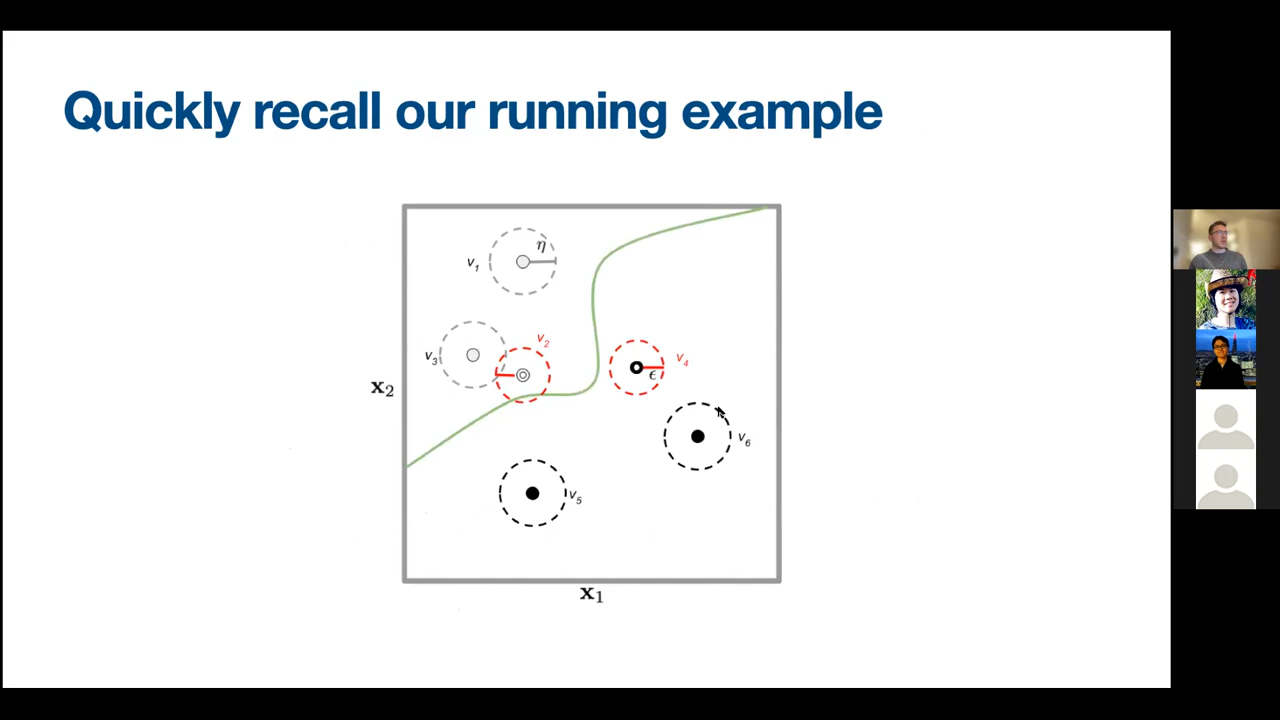 Quickly recall our running example
η
v₁
v₂
v₃
v₄
ϵ
x₂
v₆
v₅
x₁